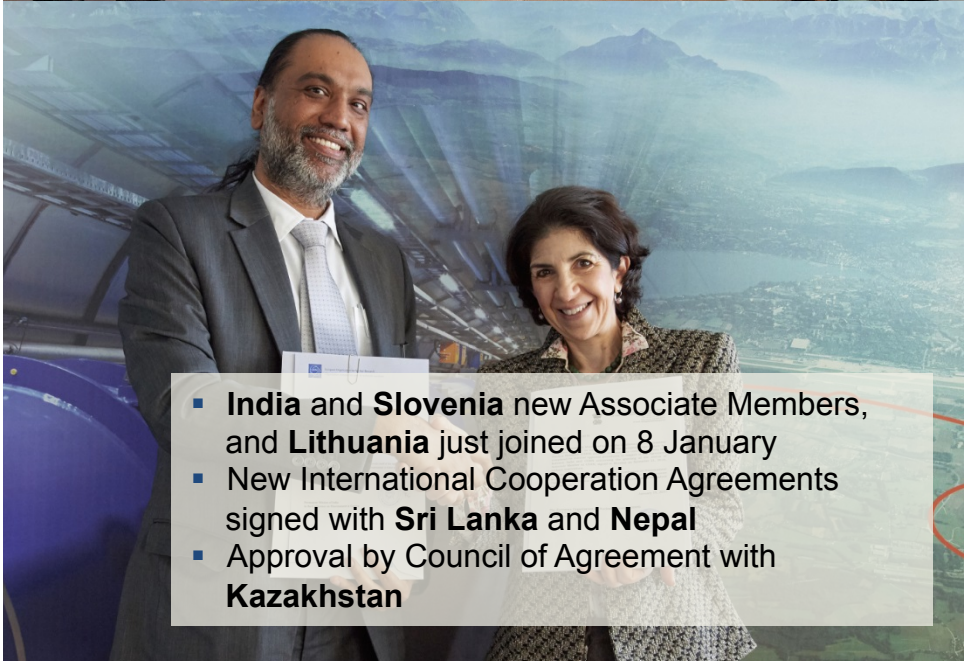 ▪ India and Slovenia new Associate Members,
and Lithuania just joined on 8 January
▪ New International Cooperation Agreements
signed with Sri Lanka and Nepal
▪ Approval by Council of Agreement with
Kazakhstan